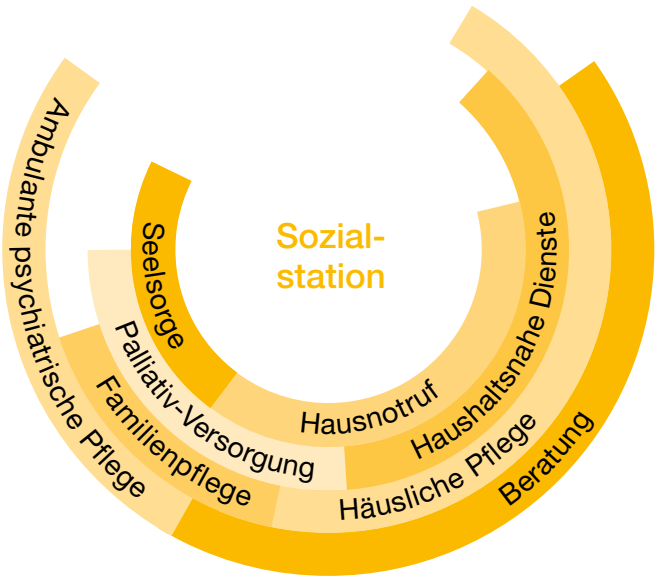 Sozial-
station
Ambulante psychiatrische Pflege
Seelsorge
Palliativ-Versorgung
Familienpflege
Hausnotruf
Haushaltsnahe Dienste
Häusliche Pflege
Beratung